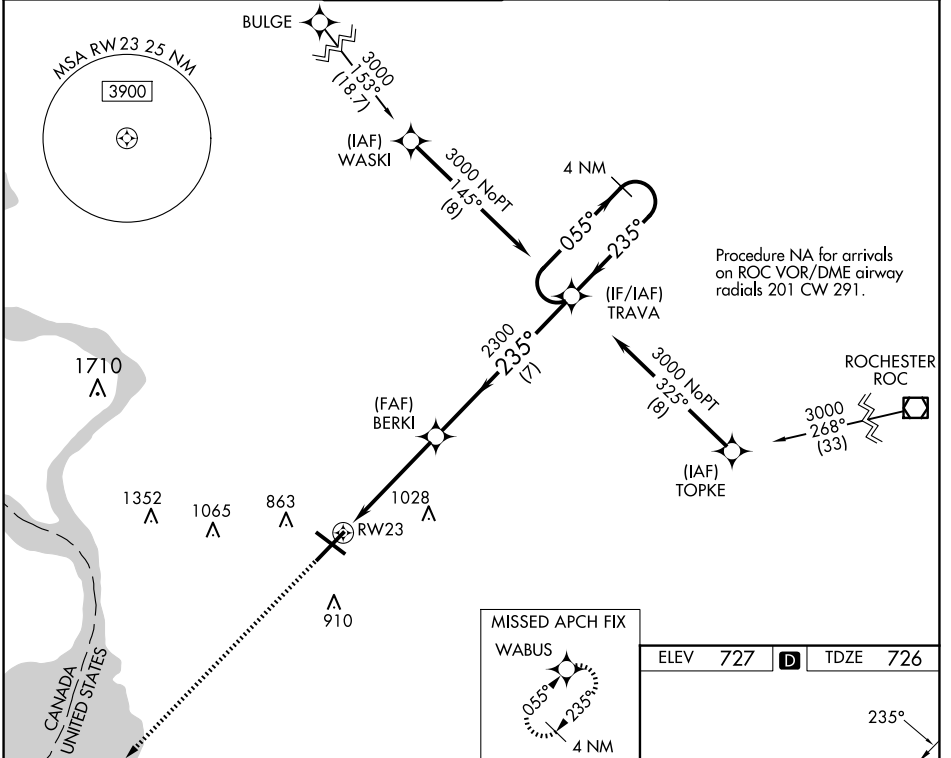 BULGE
MSA RW23 25 NM
3900
3000
153°
(18.7)
(IAF)
WASKI
3000 NoPT
145°
(8)
4 NM
055°
235°
(IF/IAF)
TRAVA
Procedure NA for arrivals
on ROC VOR/DME airway
radials 201 CW 291.
2300
235°
(7)
1710
3000 NoPT
325°
(8)
ROCHESTER
ROC
3000
268°
(33)
(FAF)
BERKI
(IAF)
TOPKE
1352
1065
863
1028
RW23
910
CANADA
UNITED STATES
MISSED APCH FIX
WABUS
055°
235°
4 NM
ELEV 727 D TDZE 726
235°